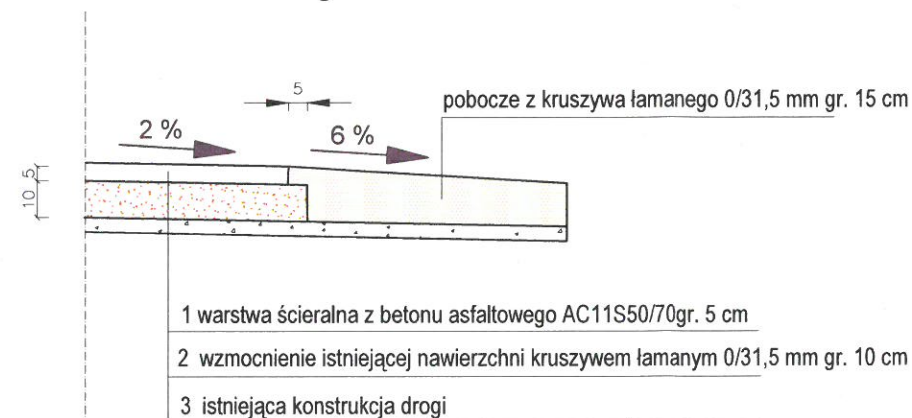 5
pobocze z kruszywa łamanego 0/31,5 mm gr. 15 cm
2 %
6 %
5
10
1 warstwa ścieralna z betonu asfaltowego AC11S50/70gr. 5 cm
2 wzmocnienie istniejącej nawierzchni kruszywem łamanym 0/31,5 mm gr. 10 cm
3 istniejąca konstrukcja drogi